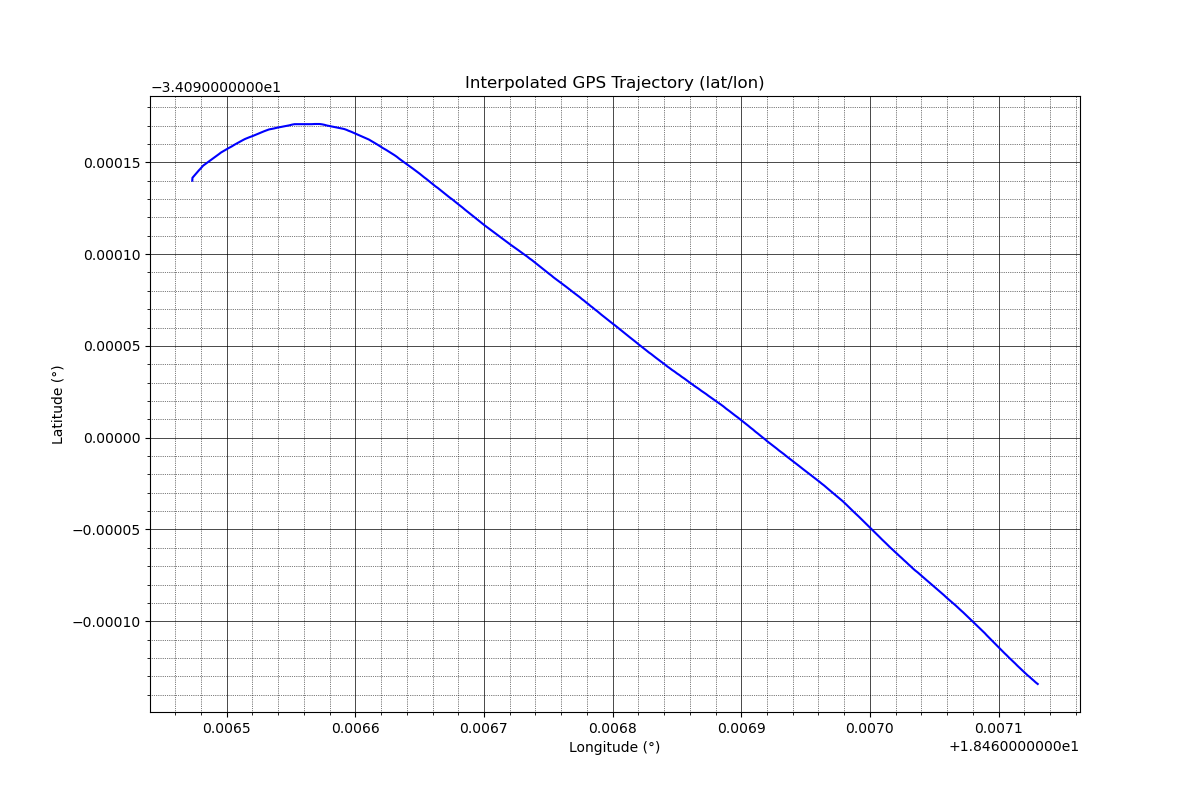 Interpolated GPS Trajectory (lat/lon)
−3.4090000000e1
0.00015
0.00010
0.00005
0.00000
−0.00005
−0.00010
Latitude (°)
0.0065 0.0066 0.0067 0.0068 0.0069 0.0070 0.0071
Longitude (°)
+1.8460000000e1